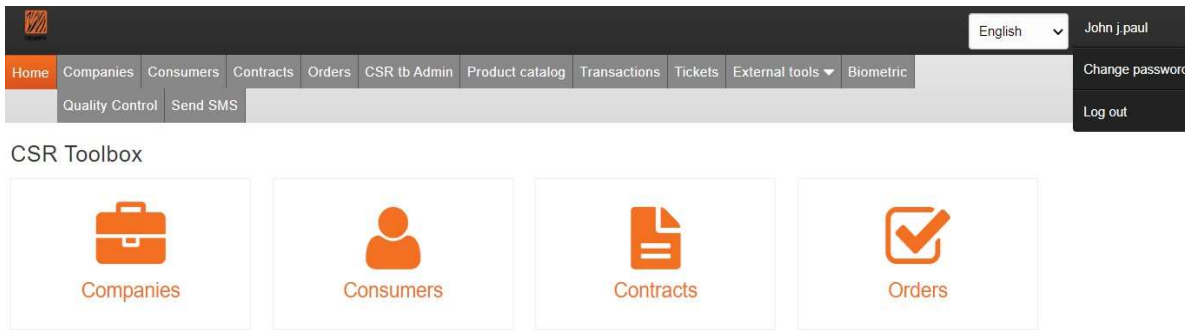 English
John j.paul
Home Companies Consumers Contracts Orders CSR tb Admin Product catalog Transactions Tickets External tools Biometric
Change password
Quality Control Send SMS
Log out
CSR Toolbox
Companies
Consumers
Contracts
Orders